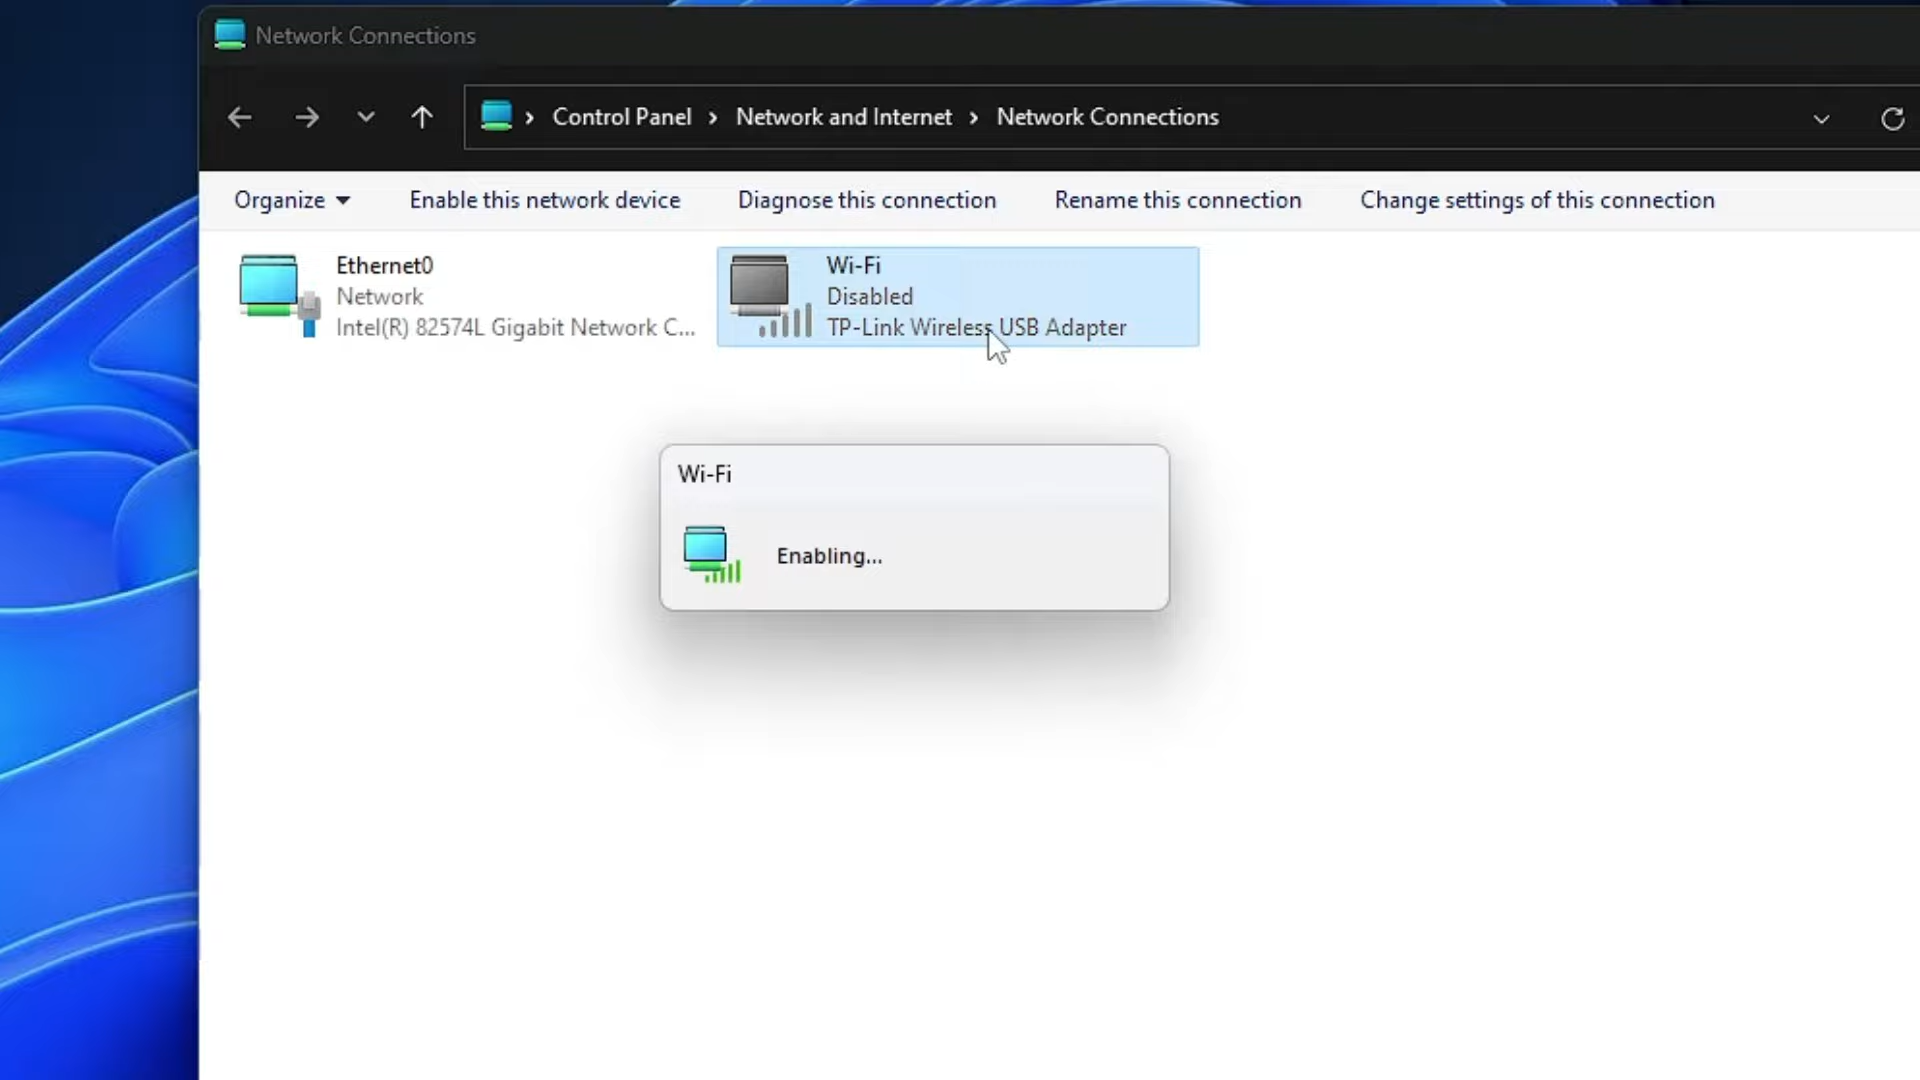 Network Connections
Control Panel > Network and Internet > Network Connections
Organize Enable this network device Diagnose this connection Rename this connection Change settings of this connection
Ethernet0
Network
Intel(R) 82574L Gigabit Network C...
Wi-Fi
Disabled
TP-Link Wireless USB Adapter
Wi-Fi
Enabling...